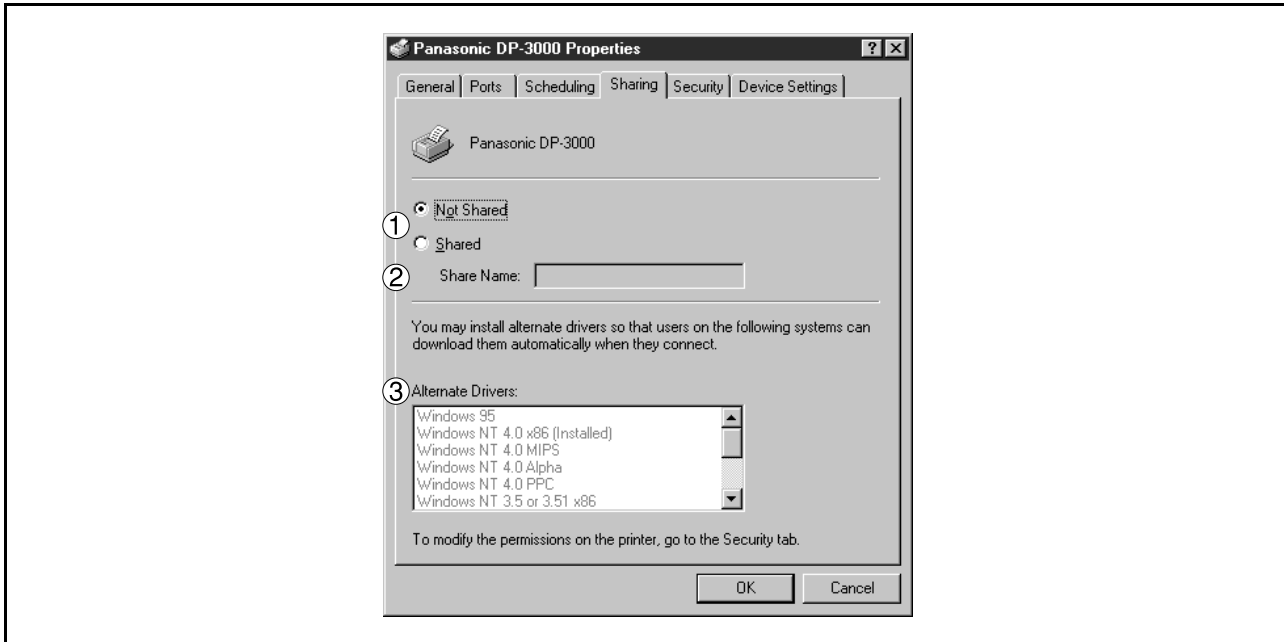 Panasonic DP-3000 Properties
General Ports Scheduling Sharing Security Device Settings
Panasonic DP-3000
① Not Shared
Shared
② Share Name:
You may install alternate drivers so that users on the following systems can
download them automatically when they connect.
③ Alternate Drivers:
Windows 95
Windows NT 4.0 x86 (Installed)
Windows NT 4.0 MIPS
Windows NT 4.0 Alpha
Windows NT 4.0 PPC
Windows NT 3.5 or 3.51 x86
To modify the permissions on the printer, go to the Security tab.
OK Cancel